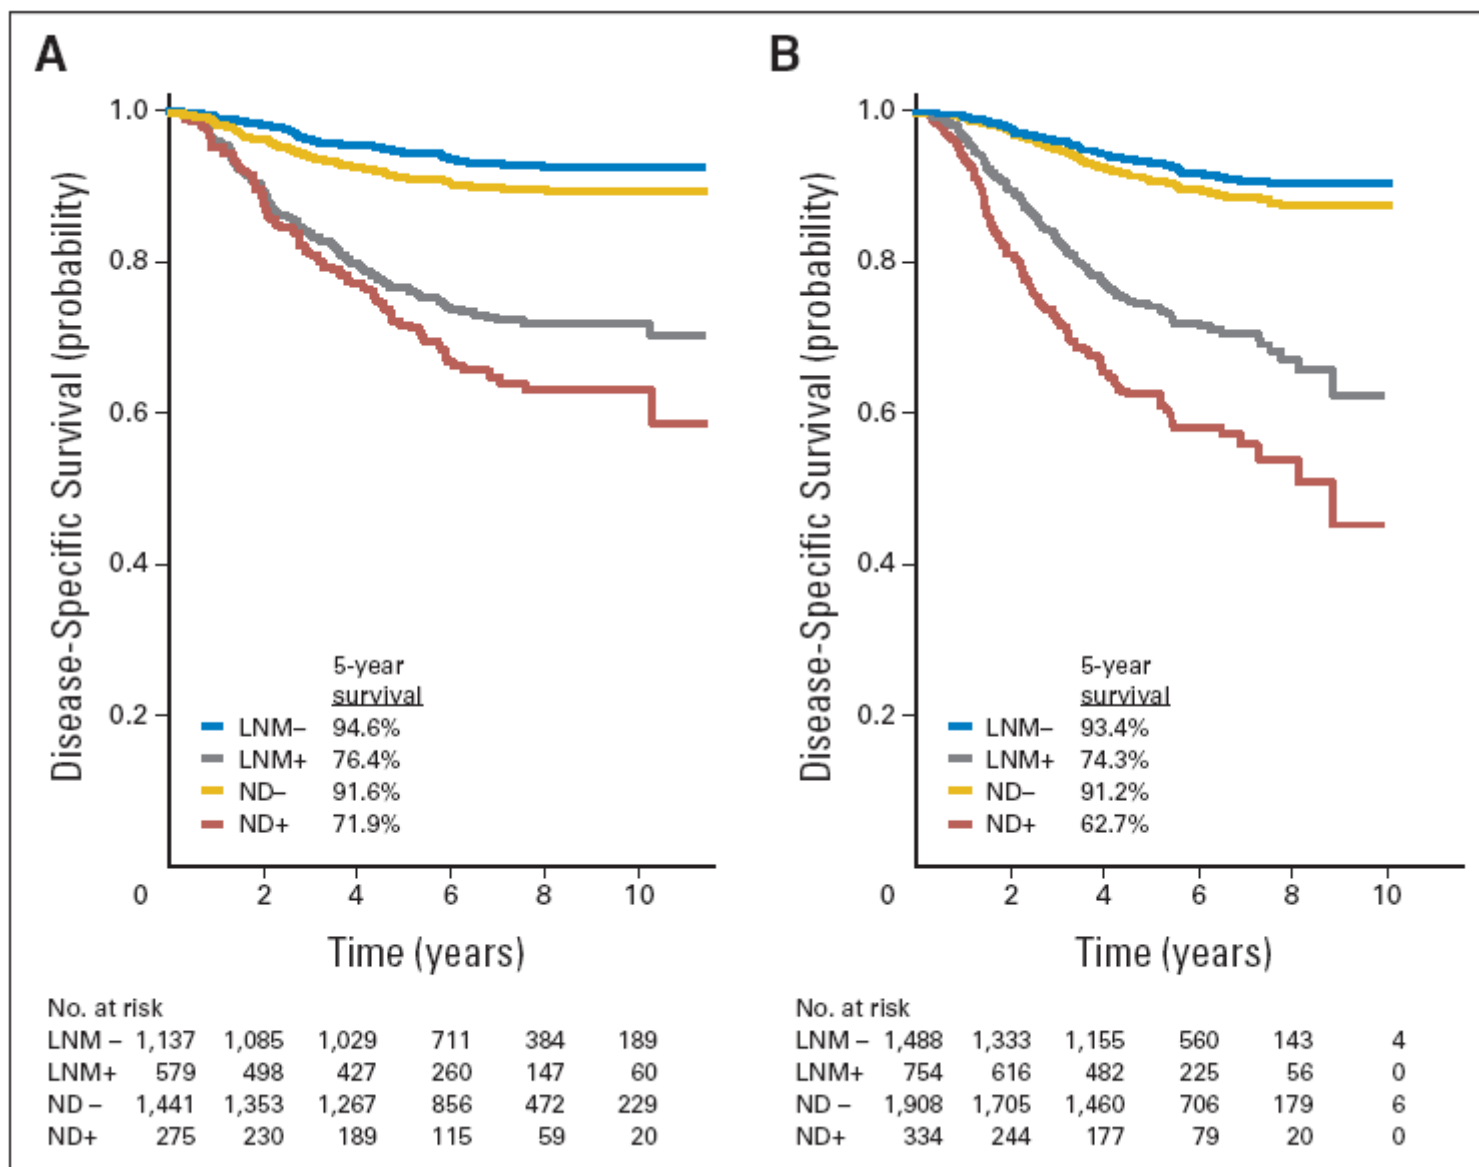 A
Disease-Specific Survival (probability)
1.0
0.8
0.6
0.4
0.2
0
2 4 6 8 10
Time (years)
5-year
survival
LNM– 94.6%
LNM+ 76.4%
ND– 91.6%
ND+ 71.9%
No. at risk
LNM – 1,137 1,085 1,029 711 384 189
LNM+ 579 498 427 260 147 60
ND – 1,441 1,353 1,267 856 472 229
ND+ 275 230 189 115 59 20
B
Disease-Specific Survival (probability)
1.0
0.8
0.6
0.4
0.2
0
2 4 6 8 10
Time (years)
5-year
survival
LNM– 93.4%
LNM+ 74.3%
ND– 91.2%
ND+ 62.7%
No. at risk
LNM – 1,488 1,333 1,155 560 143 4
LNM+ 754 616 482 225 56 0
ND – 1,908 1,705 1,460 706 179 6
ND+ 334 244 177 79 20 0